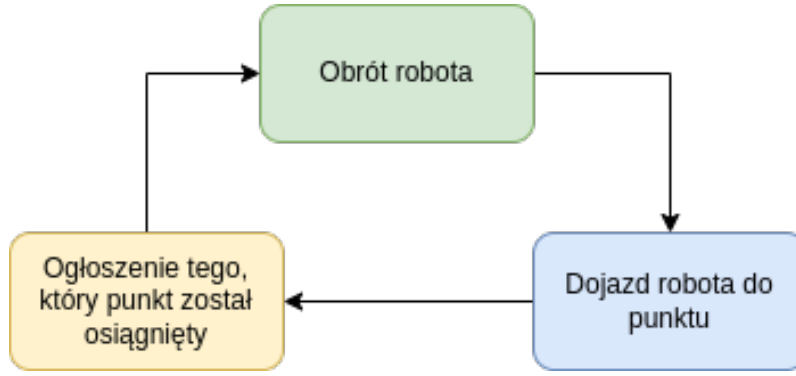 Obrót robota
Ogłoszenie tego,
który punkt został
osiągnięty
Dojazd robota do
punktu